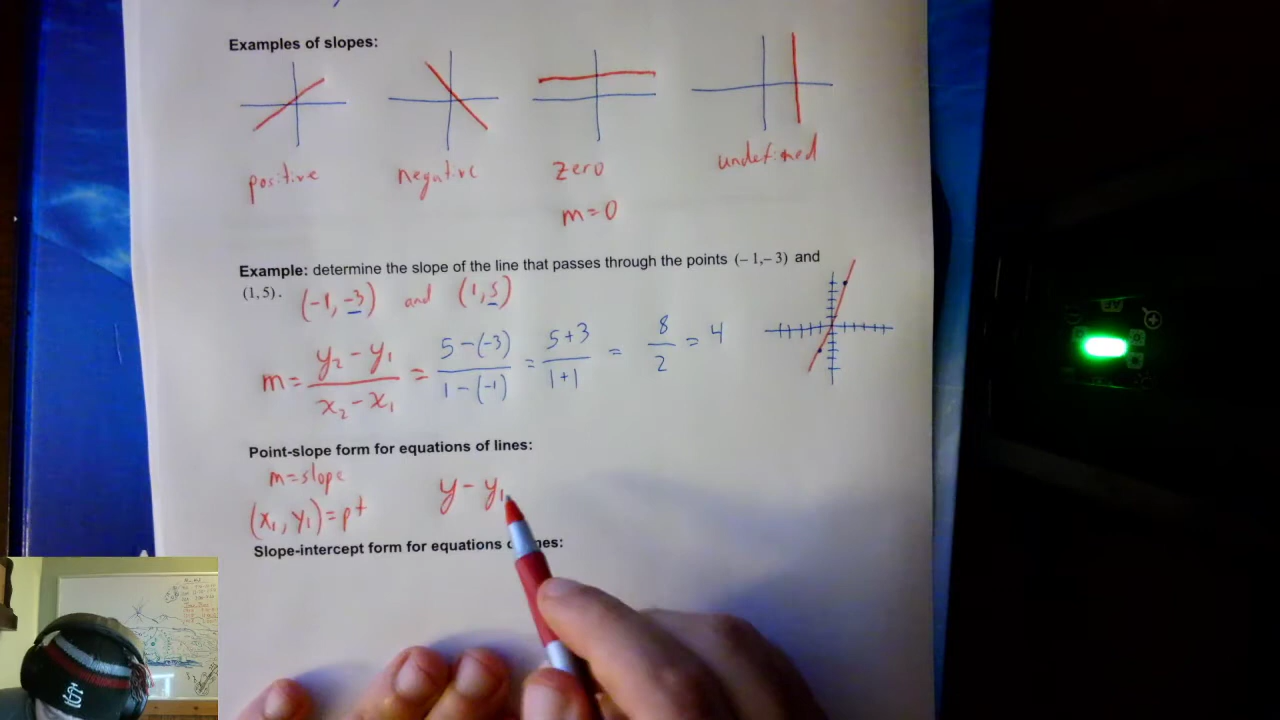 Examples of slopes:
positive negative zero undefined
m=0
Example: determine the slope of the line that passes through the points (– 1,– 3) and
(1,5). (-1, -3) and (1,5)
m = y₂ - y₁ / x₂ - x₁ = 5-(-3) / 1-(-1) = 5+3 / 1+1 = 8 / 2 = 4
Point-slope form for equations of lines:
m=slope
(x₁, y₁)=pt y - y₁
Slope-intercept form for equations